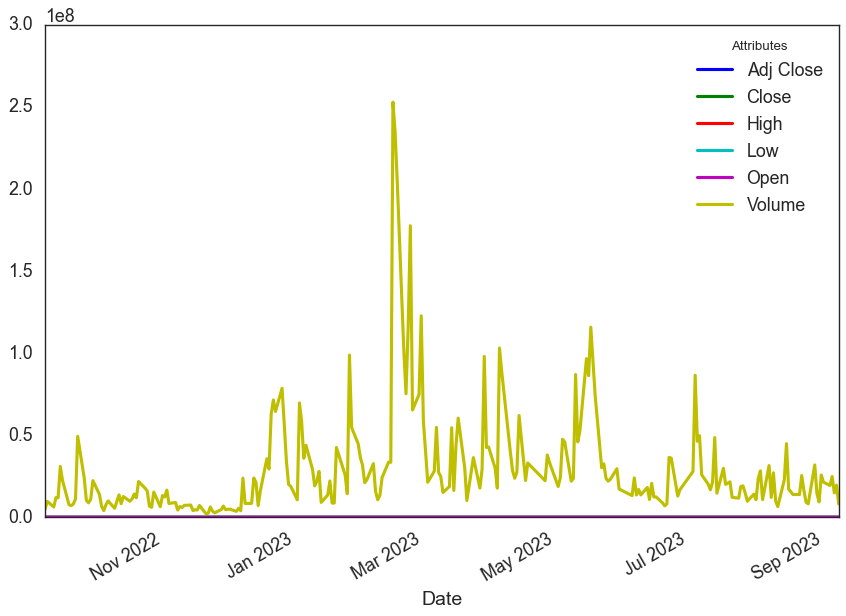 1e8
3.0
2.5
2.0
1.5
1.0
0.5
0.0
Attributes
Adj Close
Close
High
Low
Open
Volume
Nov 2022
Jan 2023
Mar 2023
May 2023
Jul 2023
Sep 2023
Date